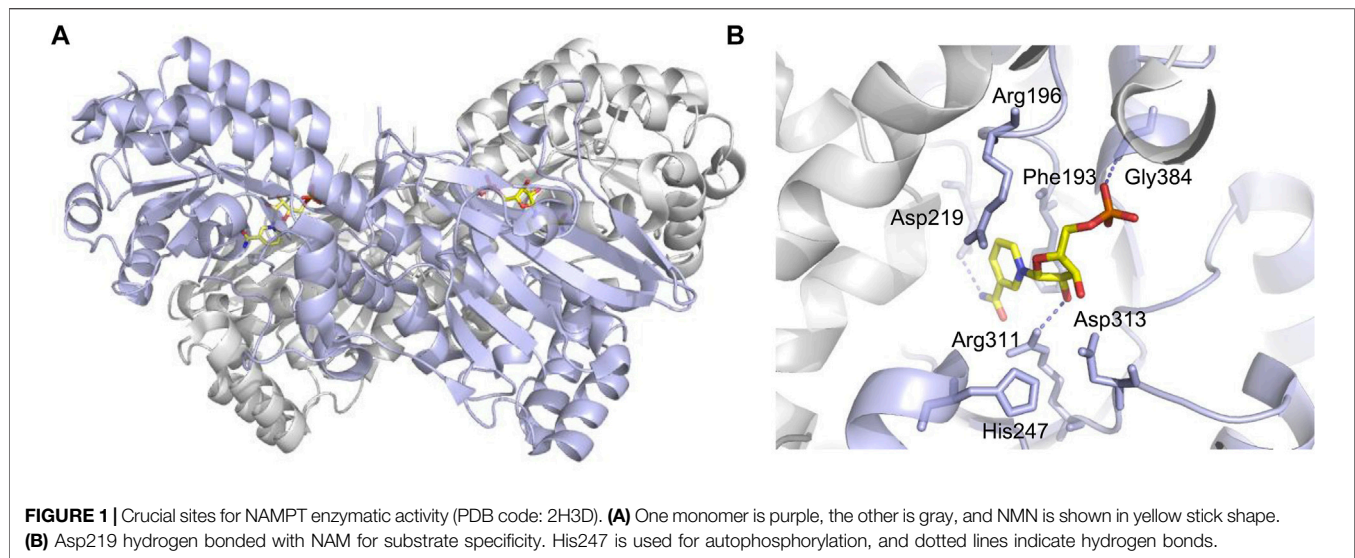 A
B
Arg196
Phe193
Gly384
Asp219
Arg311
Asp313
His247
FIGURE 1 | Crucial sites for NAMPT enzymatic activity (PDB code: 2H3D). (A) One monomer is purple, the other is gray, and NMN is shown in yellow stick shape.
(B) Asp219 hydrogen bonded with NAM for substrate specificity. His247 is used for autophosphorylation, and dotted lines indicate hydrogen bonds.